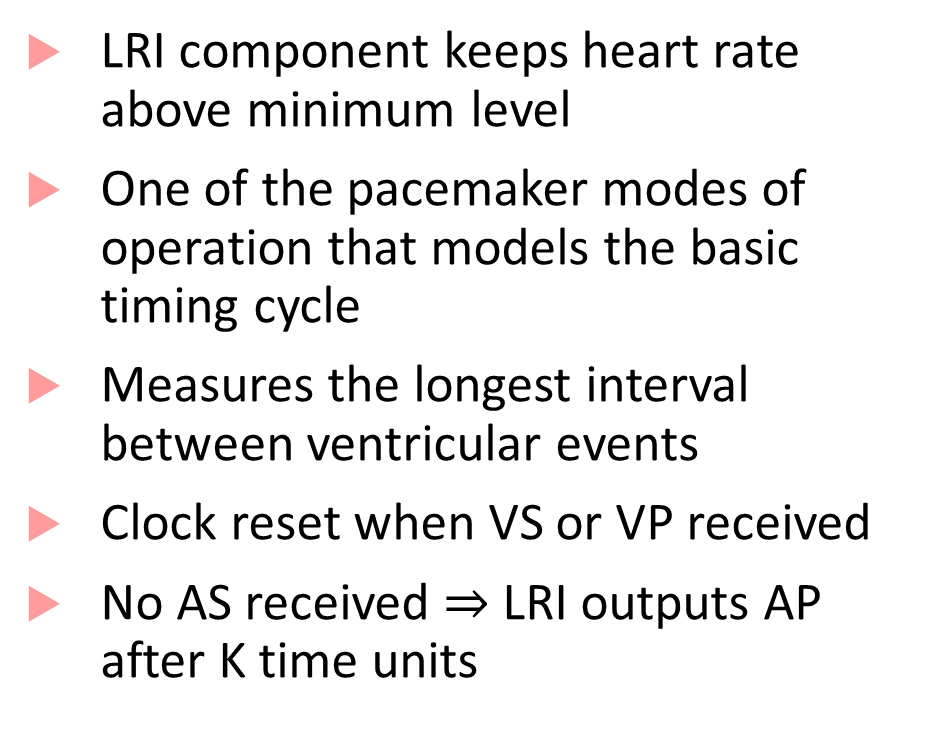 LRI component keeps heart rate
above minimum level
One of the pacemaker modes of
operation that models the basic
timing cycle
Measures the longest interval
between ventricular events
Clock reset when VS or VP received
No AS received ⇒ LRI outputs AP
after K time units